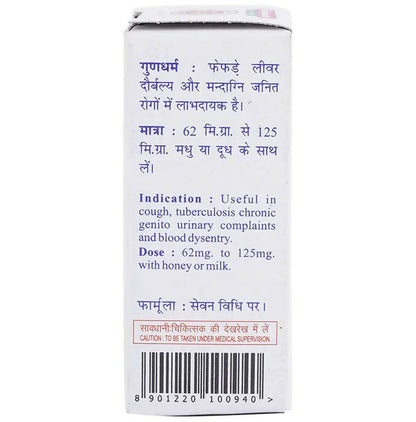 गुणधर्म : फेफड़े लीवर
दौर्बल्य और मन्दाग्नि जनित
रोगों में लाभदायक है।
मात्रा : 62 मि.ग्रा. से 125
मि.ग्रा. मधु या दूध के साथ
लें।
Indication : Useful in
cough, tuberculosis chronic
genito urinary complaints
and blood dysentry.
Dose : 62mg. to 125mg.
with honey or milk.
फार्मूला : सेवन विधि पर।
सावधानी:चिकित्सक की देखरेख में लें
CAUTION : TO BE TAKEN UNDER MEDICAL SUPERVISION.
8 901220 100940 >